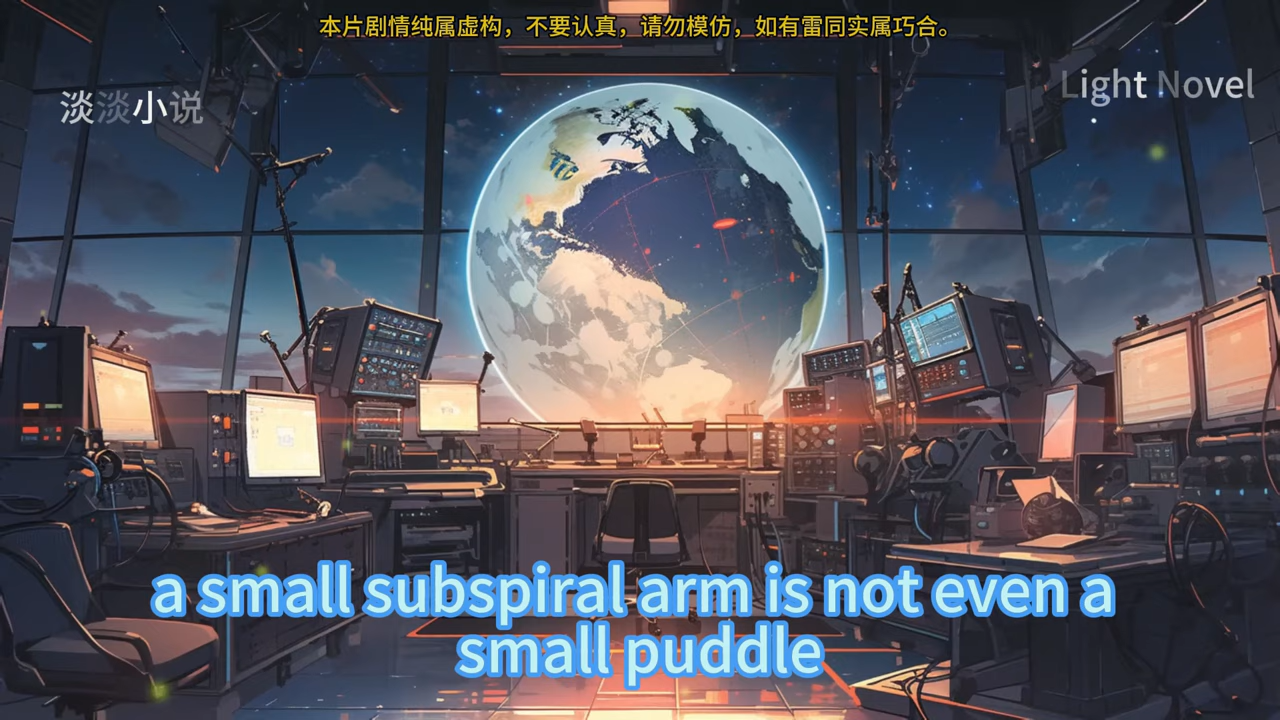 本片剧情纯属虚构，不要认真，请勿模仿，如有雷同实属巧合。
淡淡小说
Light Novel
a small subspiral arm is not even a
small puddle